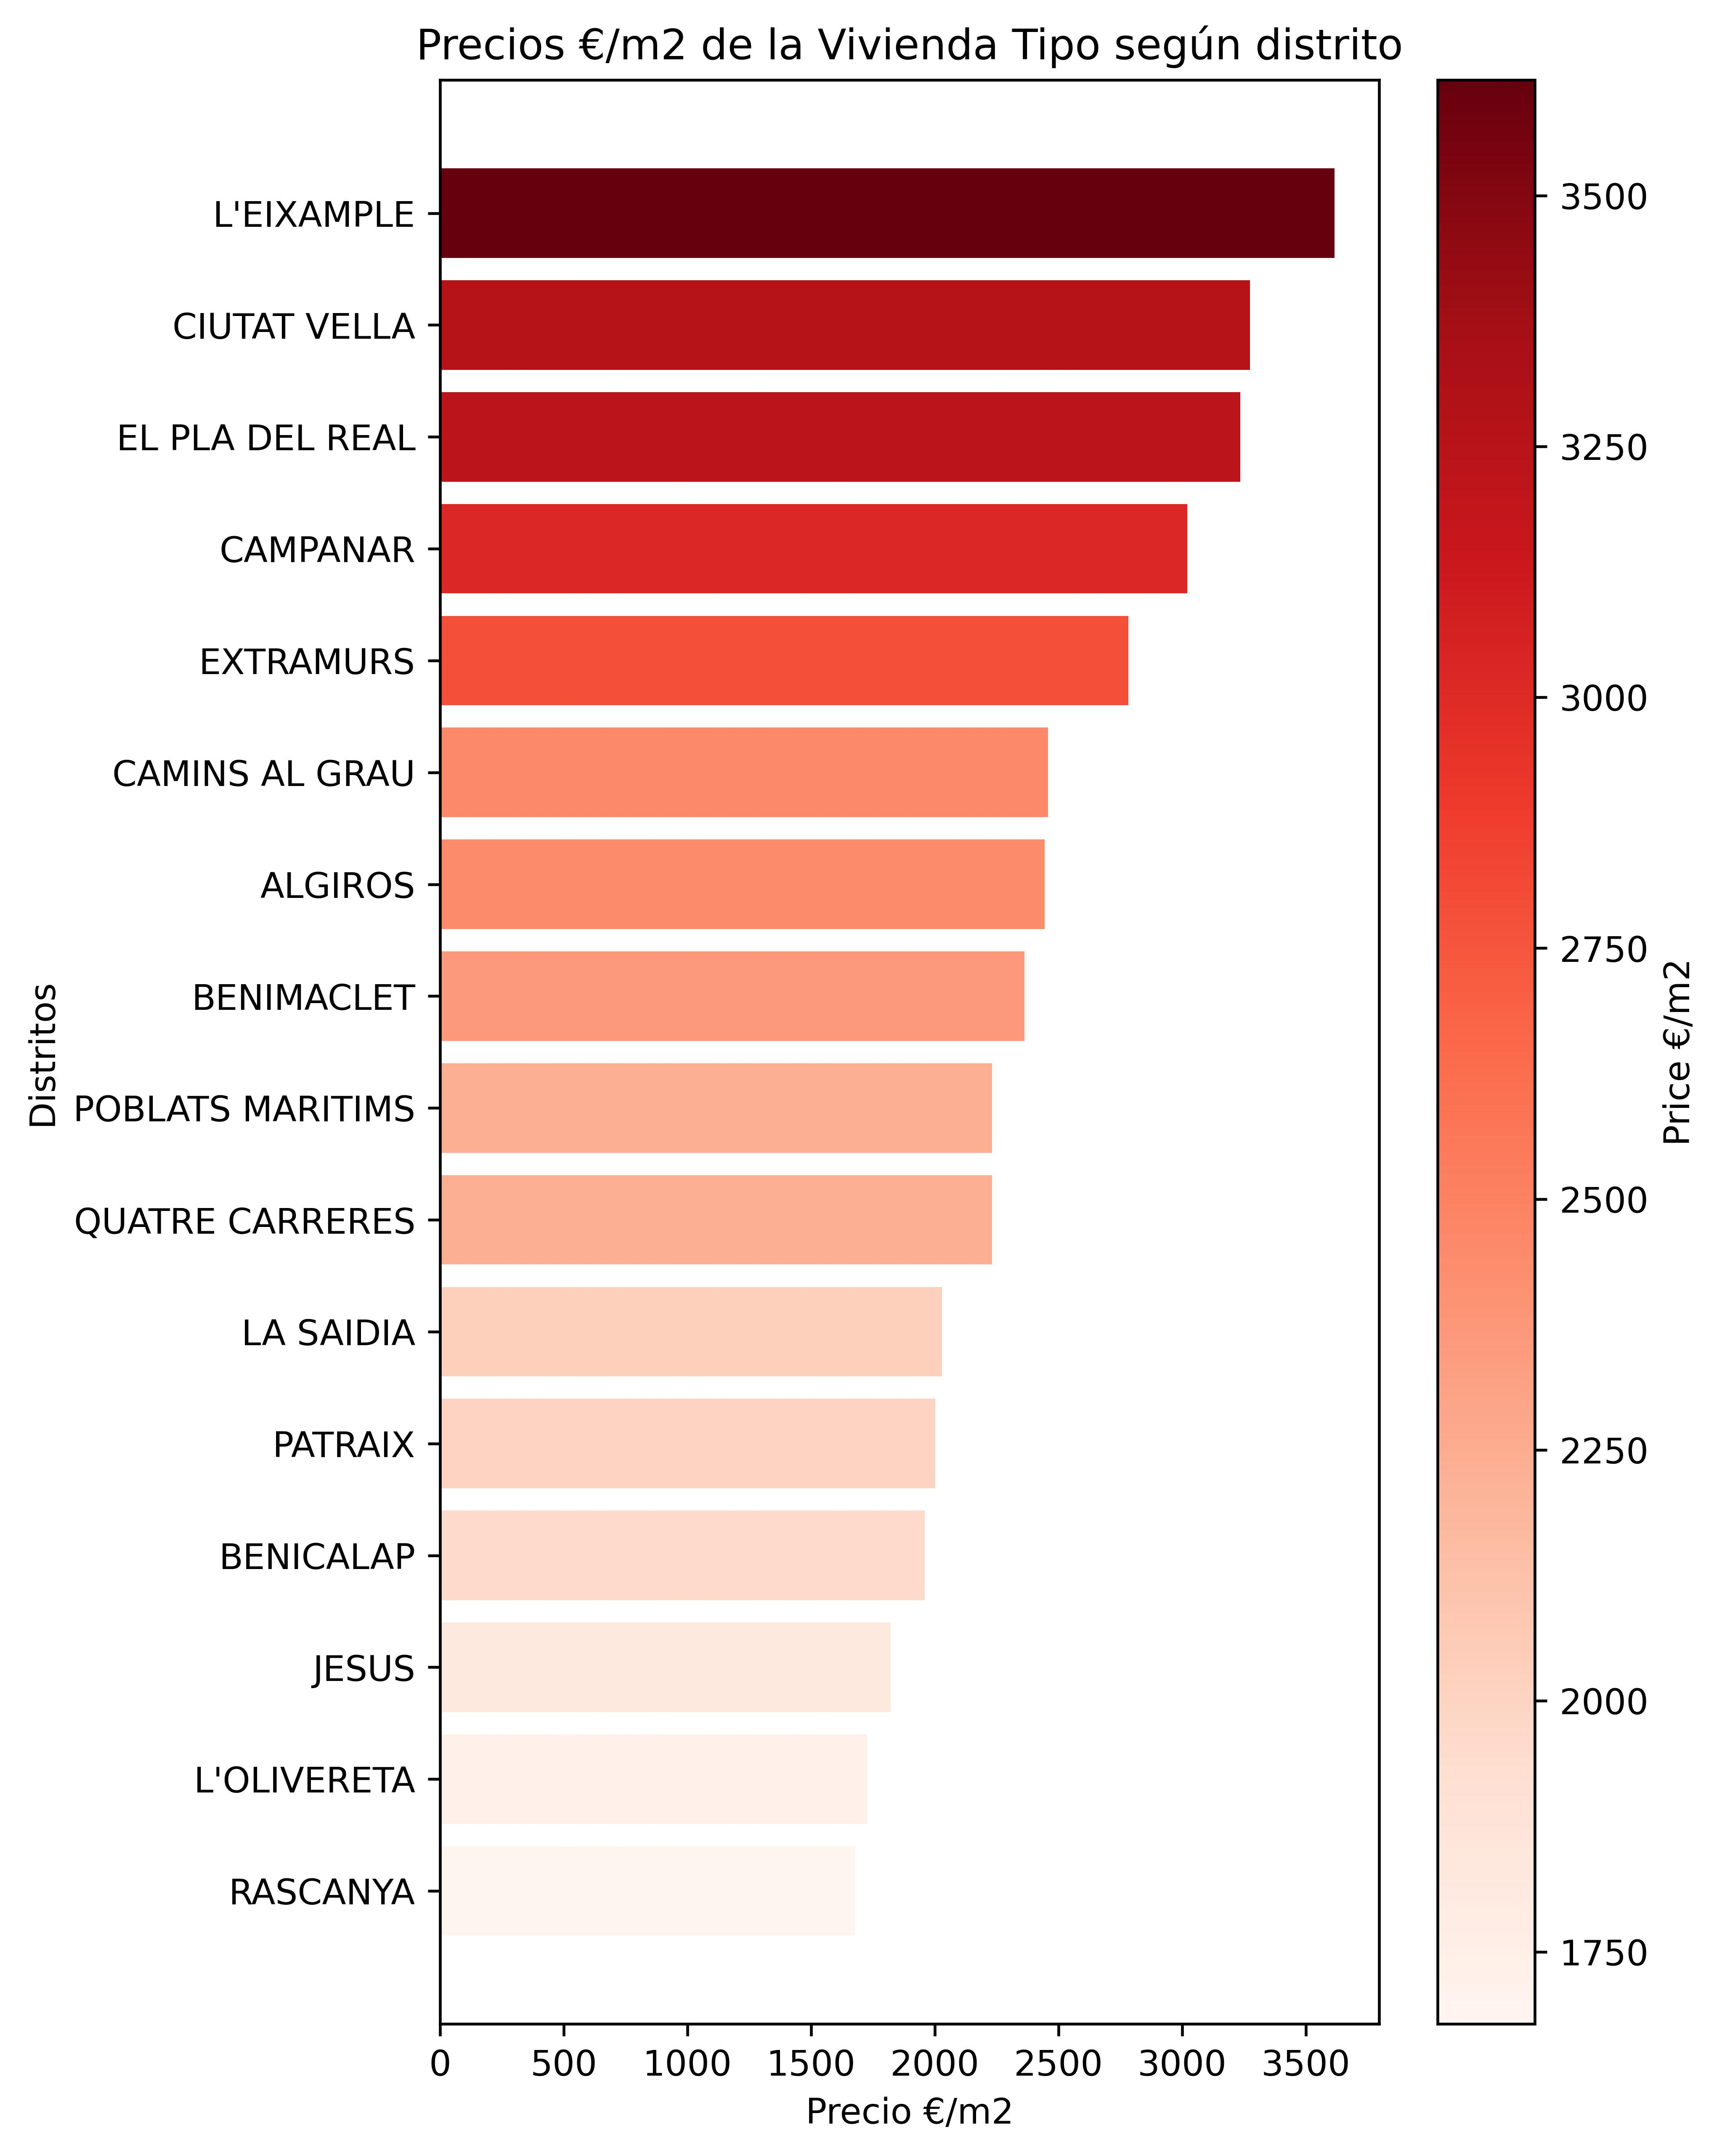 Precios €/m2 de la Vivienda Tipo según distrito
L'EIXAMPLE
CIUTAT VELLA
EL PLA DEL REAL
CAMPANAR
EXTRAMURS
CAMINS AL GRAU
ALGIROS
BENIMACLET
POBLATS MARITIMS
QUATRE CARRERES
LA SAIDIA
PATRAIX
BENICALAP
JESUS
L'OLIVERETA
RASCANYA
Distritos
0 500 1000 1500 2000 2500 3000 3500
Precio €/m2
3500
3250
3000
2750
2500
2250
2000
1750
Price €/m2